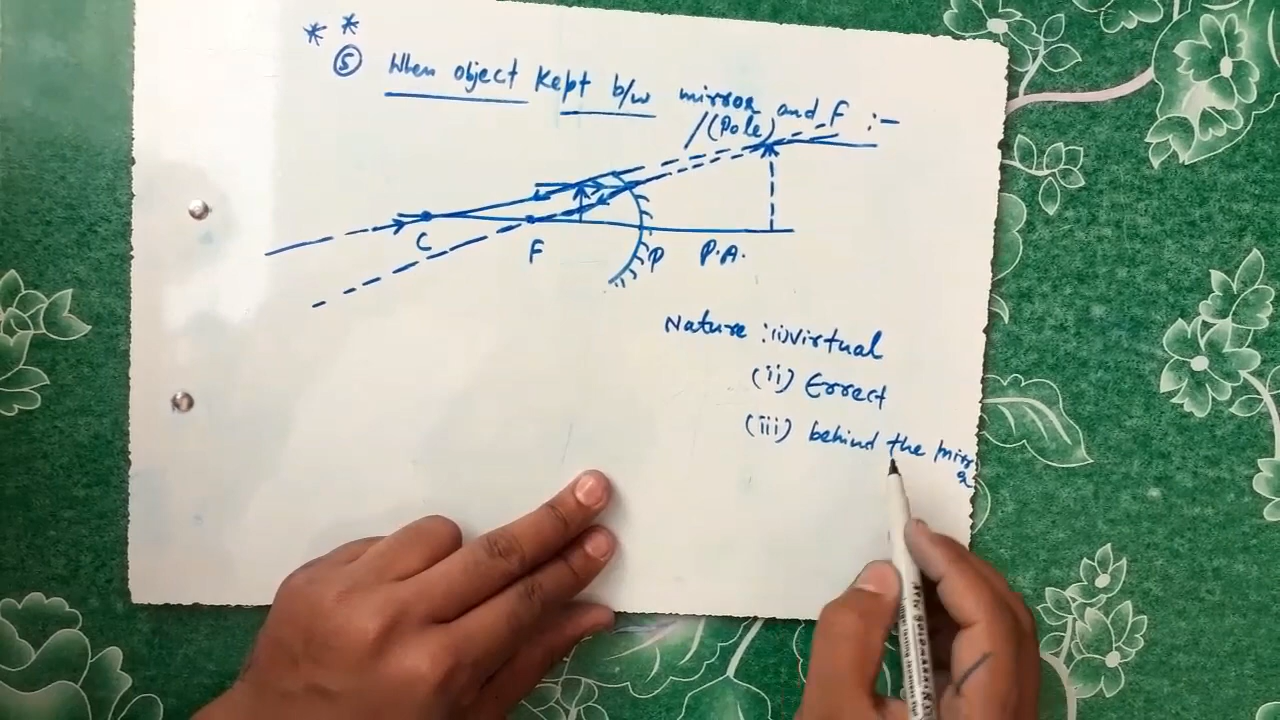 * *
⑤ When object Kept b/w mirror and F :-
/(Pole)
C
F
P
P.A.
Nature :(i)Virtual
(ii) Errect
(iii) behind the mirr
r